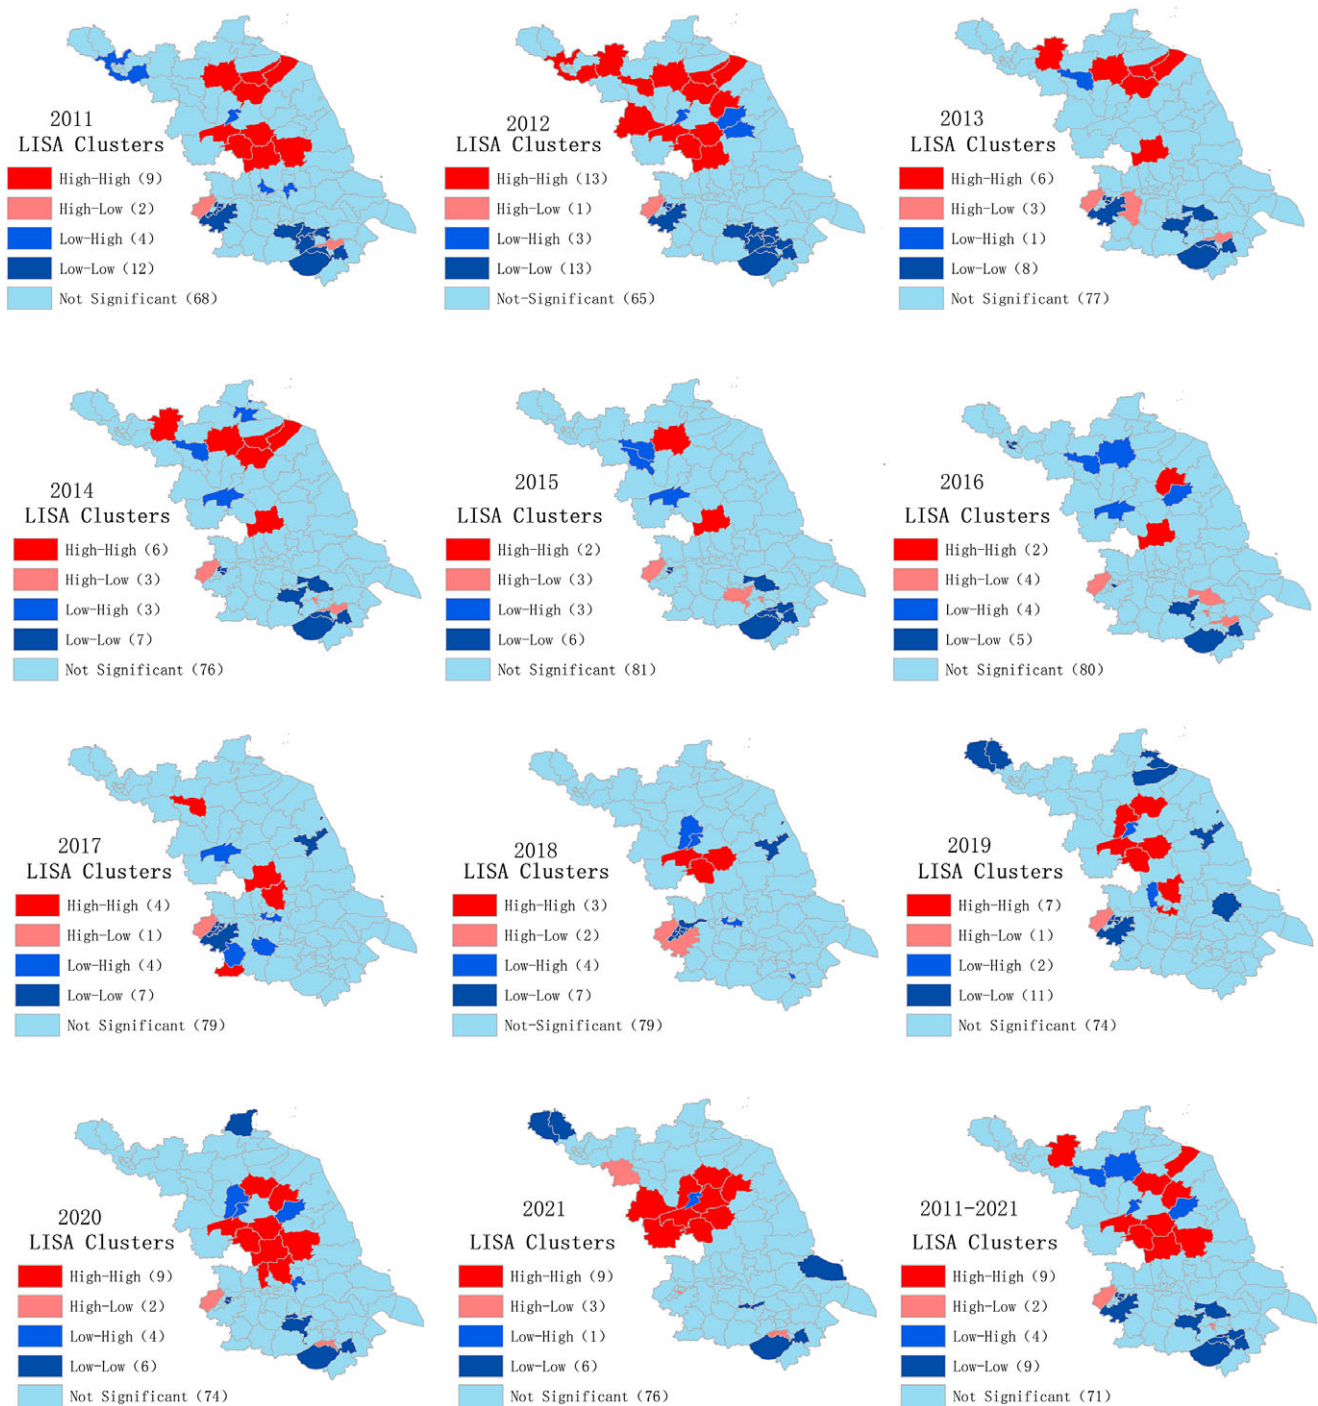 2011
LISA Clusters
High-High (9)
High-Low (2)
Low-High (4)
Low-Low (12)
Not Significant (68)
2012
LISA Clusters
High-High (13)
High-Low (1)
Low-High (3)
Low-Low (13)
Not-Significant (65)
2013
LISA Clusters
High-High (6)
High-Low (3)
Low-High (1)
Low-Low (8)
Not Significant (77)
2014
LISA Clusters
High-High (6)
High-Low (3)
Low-High (3)
Low-Low (7)
Not Significant (76)
2015
LISA Clusters
High-High (2)
High-Low (3)
Low-High (3)
Low-Low (6)
Not Significant (81)
2016
LISA Clusters
High-High (2)
High-Low (4)
Low-High (4)
Low-Low (5)
Not Significant (80)
2017
LISA Clusters
High-High (4)
High-Low (1)
Low-High (4)
Low-Low (7)
Not Significant (79)
2018
LISA Clusters
High-High (3)
High-Low (2)
Low-High (4)
Low-Low (7)
Not-Significant (79)
2019
LISA Clusters
High-High (7)
High-Low (1)
Low-High (2)
Low-Low (11)
Not Significant (74)
2020
LISA Clusters
High-High (9)
High-Low (2)
Low-High (4)
Low-Low (6)
Not Significant (74)
2021
LISA Clusters
High-High (9)
High-Low (3)
Low-High (1)
Low-Low (6)
Not Significant (76)
2011-2021
LISA Clusters
High-High (9)
High-Low (2)
Low-High (4)
Low-Low (9)
Not Significant (71)